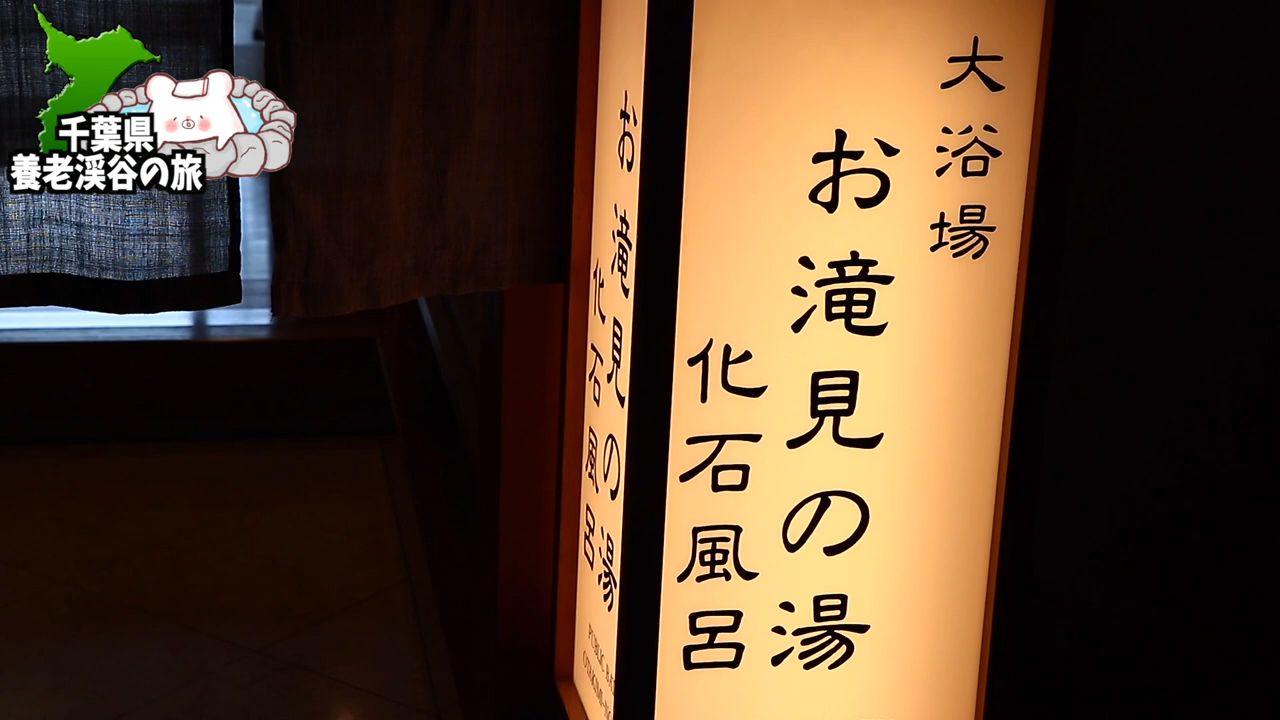 千葉県
養老渓谷の旅
大浴場
お滝見の湯
化石風呂
お滝見の湯
化石風呂